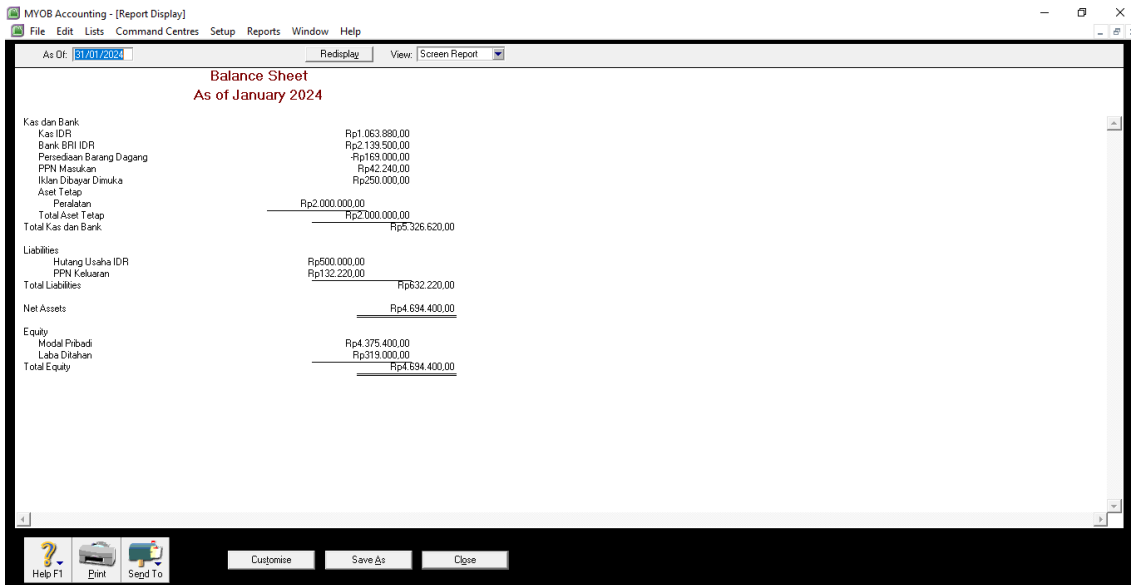 MYOB Accounting - [Report Display]
File Edit Lists Command Centres Setup Reports Window Help
As Of: 31/01/2024 Redisplay View: Screen Report
Balance Sheet
As of January 2024
Kas dan Bank
Kas IDR Rp1.063.880,00
Bank BRI IDR Rp2.139.500,00
Persediaan Barang Dagang -Rp169.000,00
PPN Masukan Rp42.240,00
Iklan Dibayar Dimuka Rp250.000,00
Aset Tetap
Peralatan Rp2.000.000,00
Total Aset Tetap Rp2.000.000,00
Total Kas dan Bank Rp5.326.620,00
Liabilities
Hutang Usaha IDR Rp500.000,00
PPN Keluaran Rp132.220,00
Total Liabilities Rp632.220,00
Net Assets Rp4.694.400,00
Equity
Modal Pribadi Rp4.375.400,00
Laba Ditahan Rp319.000,00
Total Equity Rp4.694.400,00
Help F1 Print Send To Customise Save As Close